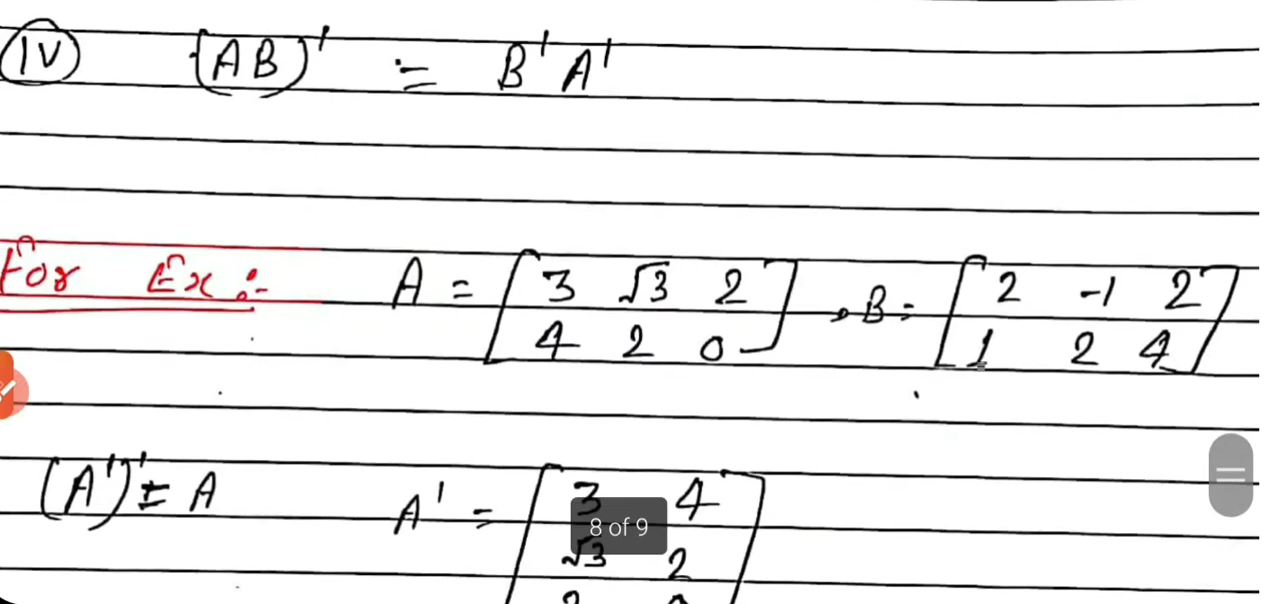 (IV) (AB)' = B'A'
For Ex :- A = [ 3 √3 2 , B = [ 2 -1 2 ]
4 2 0 ] 1 2 4
(A')' = A A' = [ 3 4 ]
8 of 9
√3 2